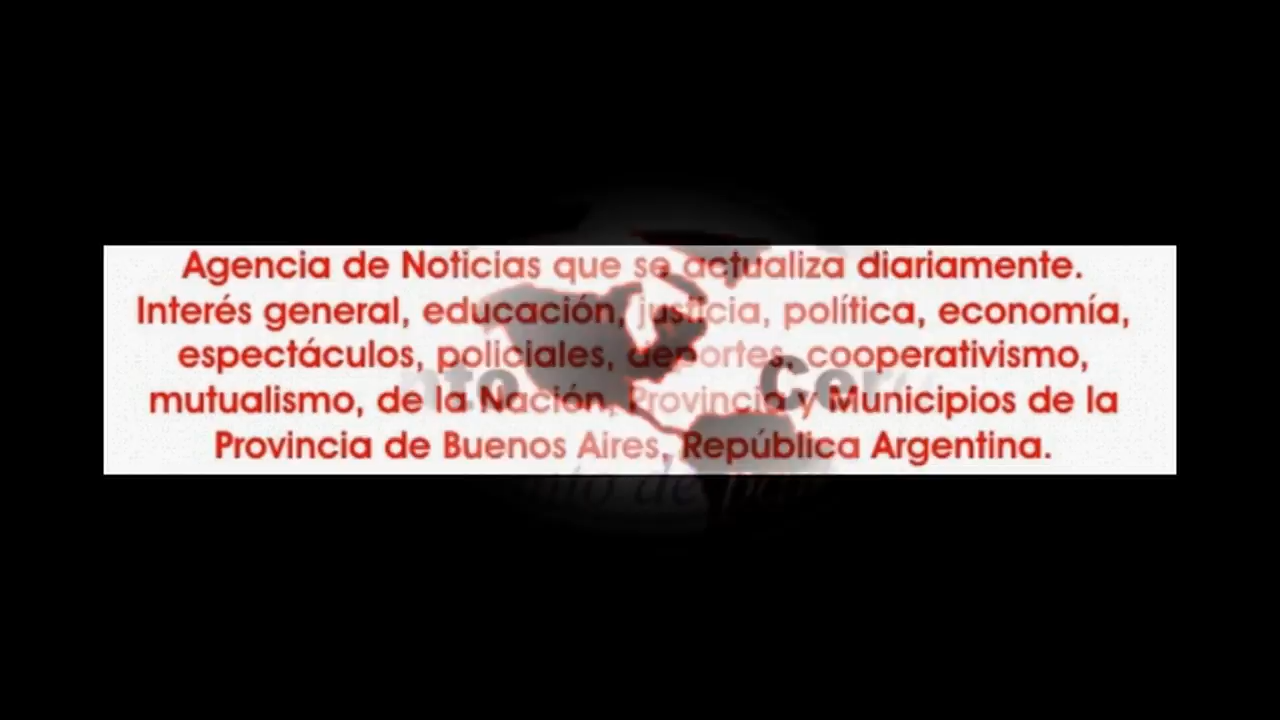 Agencia de Noticias que se actualiza diariamente.
Interés general, educación, justicia, política, economía,
espectáculos, policiales, deportes, cooperativismo,
mutualismo, de la Nación, Provincia y Municipios de la
Provincia de Buenos Aires, República Argentina.